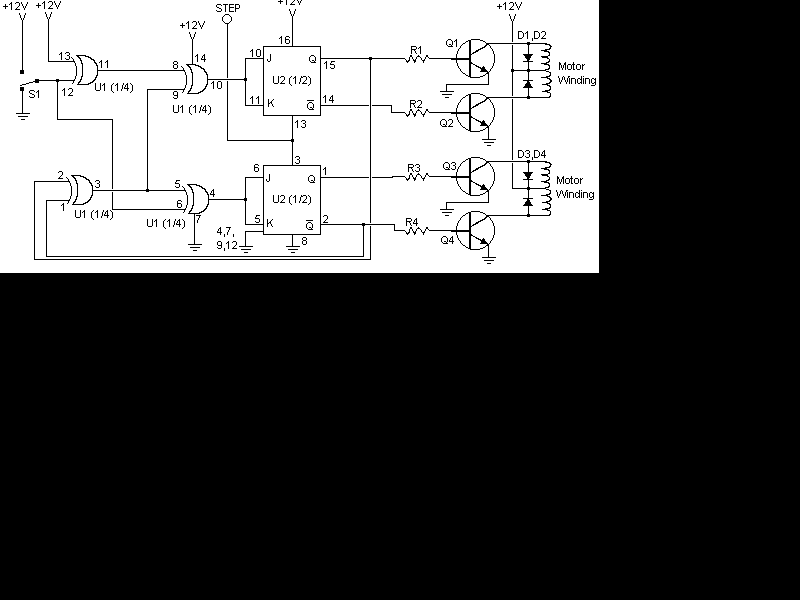 +12V +12V STEP +12V +12V
+12V
D1,D2
Q1
16
13 11 8 14 10 J Q 15 R1 Motor
U1 (1/4) U2 (1/2) Winding
S1 12 9 10
U1 (1/4) 11 K Q̅ 14 R2
13 Q2
D3,D4
3
2 3 5 4 6 J Q 1 R3 Q3 Motor
U2 (1/2) Winding
1 U1 (1/4) 6
U1 (1/4) 7 5 K Q̅ 2 R4
4,7,
9,12 8 Q4